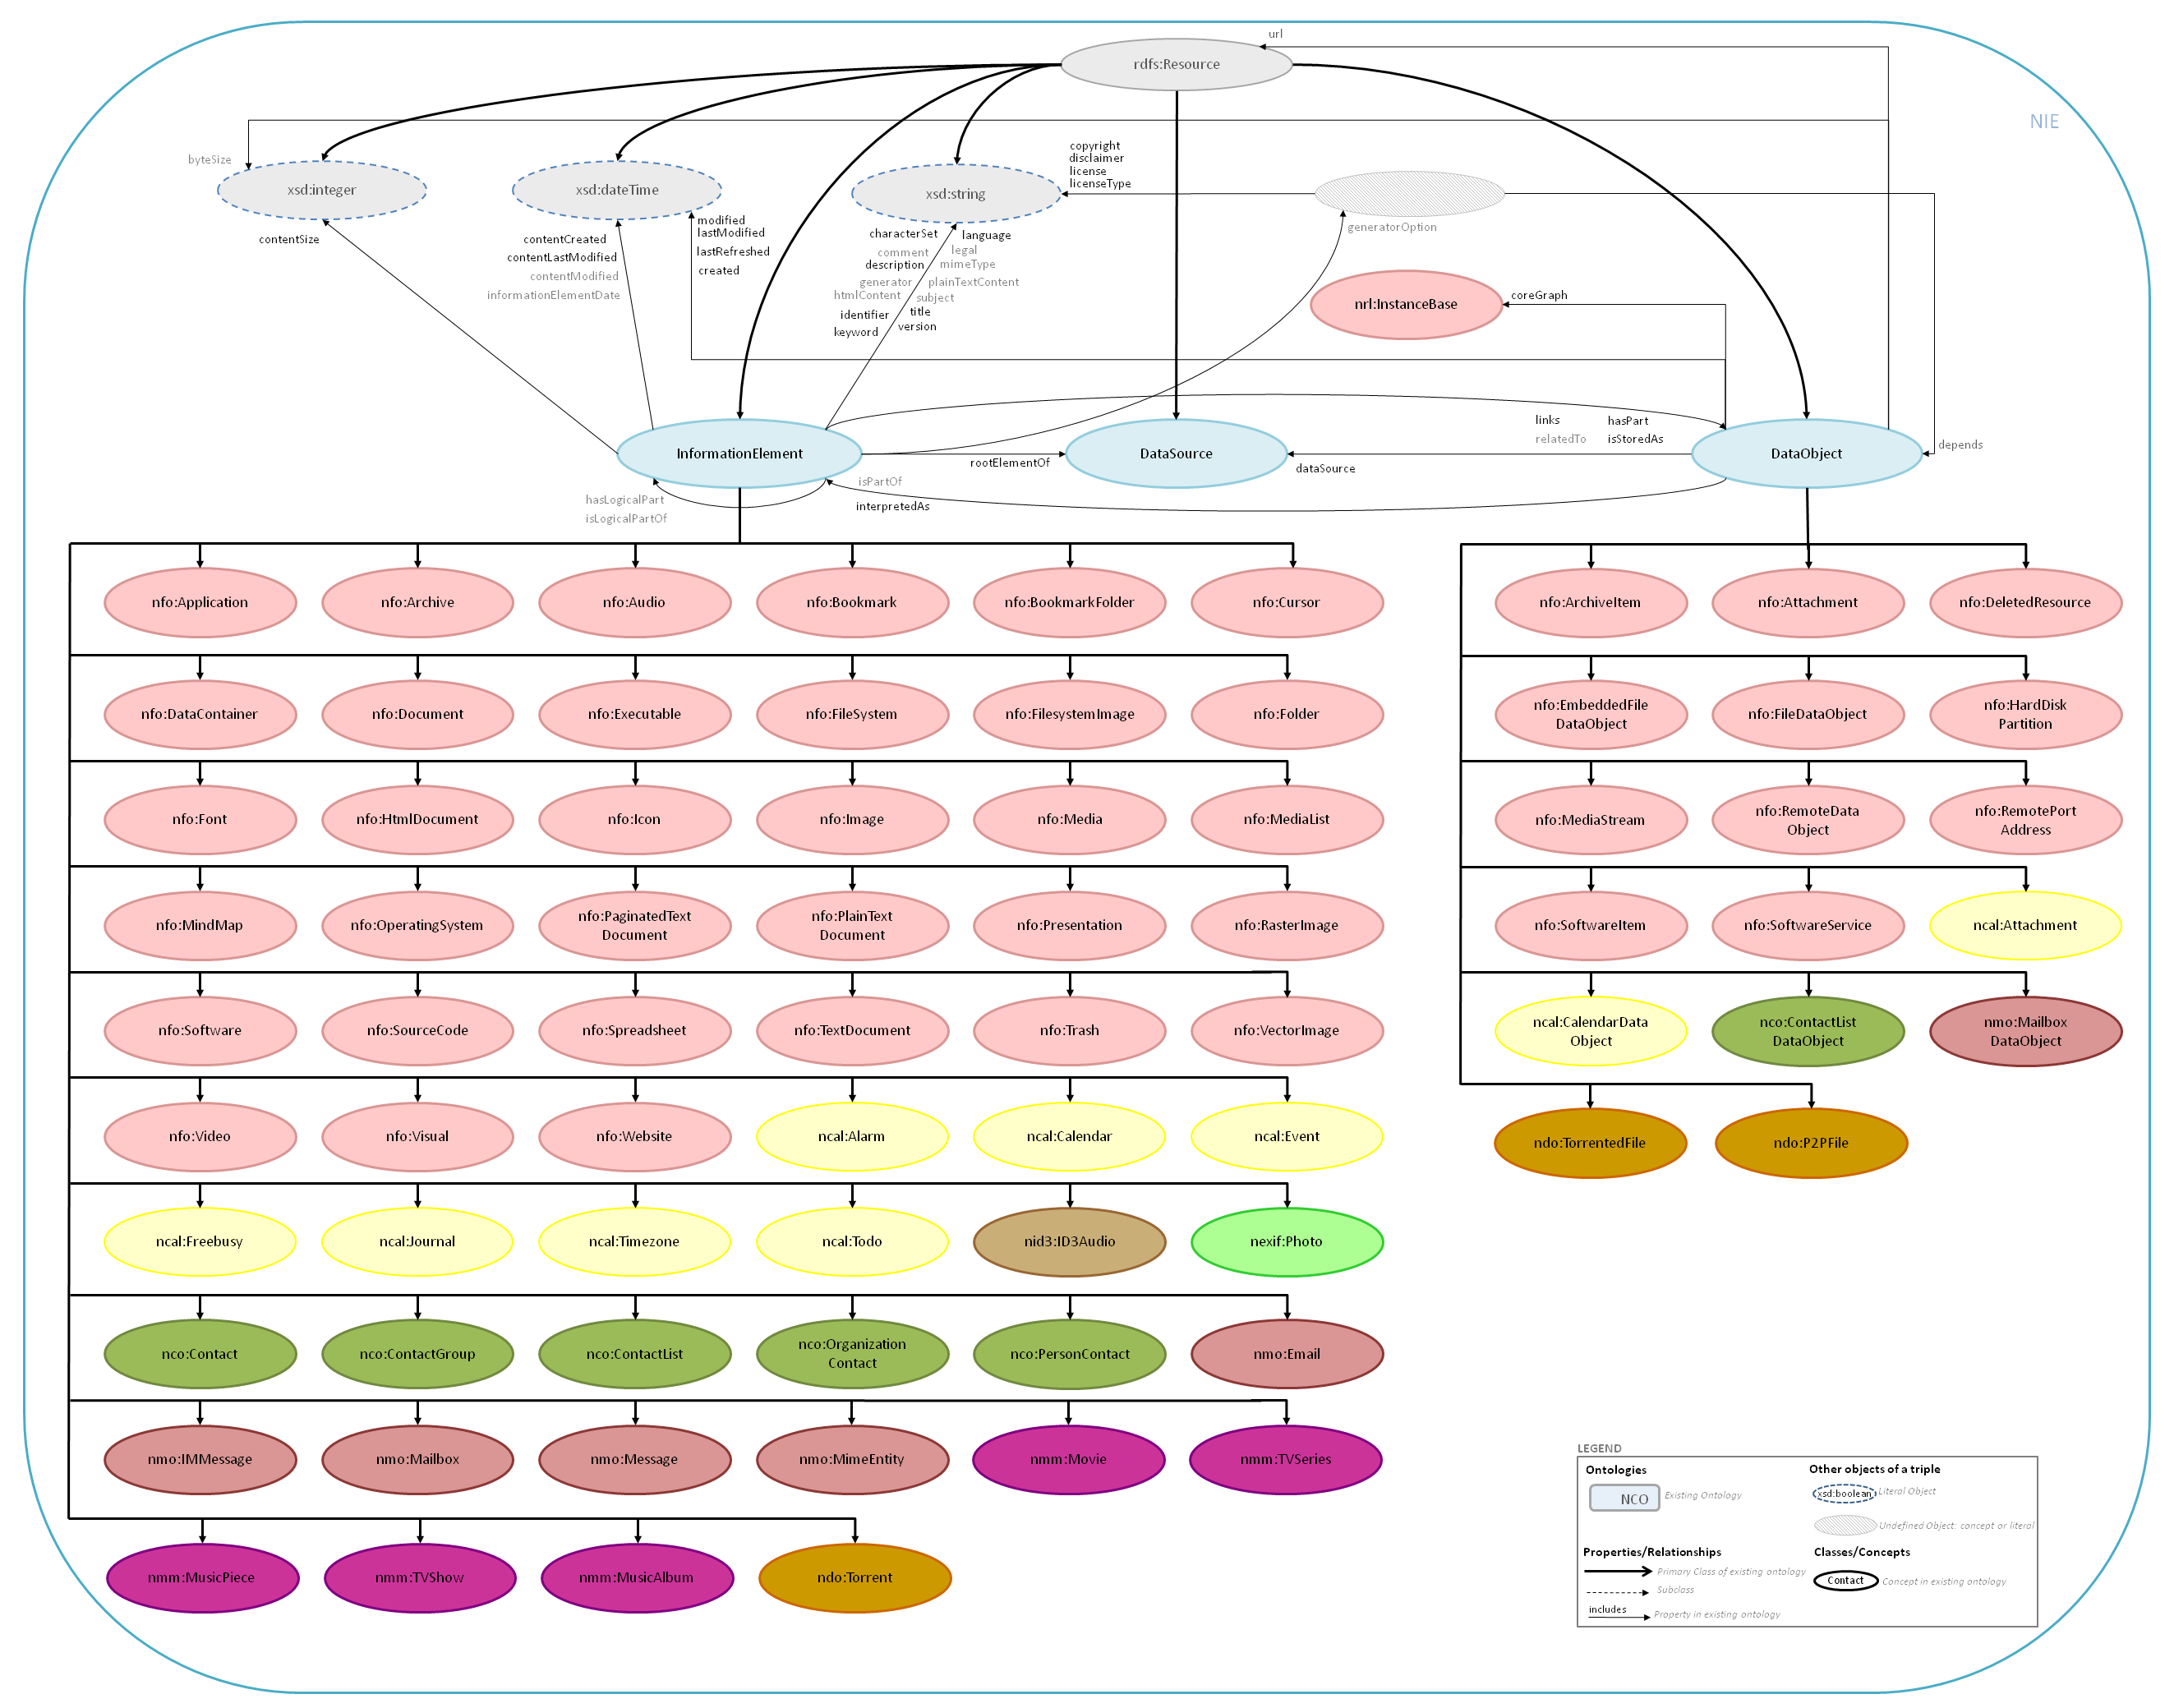 url
rdfs:Resource
NIE
byteSize
xsd:integer
xsd:dateTime
xsd:string
copyright
disclaimer
license
licenseType
contentSize
contentCreated
contentLastModified
contentModified
informationElementDate
modified
lastModified
lastRefreshed
created
characterSet
language
comment
legal
description
mimeType
generator
plainTextContent
htmlContent
subject
identifier
title
keyword
version
generatorOption
nrl:InstanceBase
coreGraph
InformationElement
DataSource
DataObject
links
hasPart
relatedTo
isStoredAs
depends
rootElementOf
dataSource
isPartOf
interpretedAs
hasLogicalPart
isLogicalPartOf
nfo:Application
nfo:Archive
nfo:Audio
nfo:Bookmark
nfo:BookmarkFolder
nfo:Cursor
nfo:ArchiveItem
nfo:Attachment
nfo:DeletedResource
nfo:DataContainer
nfo:Document
nfo:Executable
nfo:FileSystem
nfo:FilesystemImage
nfo:Folder
nfo:EmbeddedFile
DataObject
nfo:FileDataObject
nfo:HardDisk
Partition
nfo:Font
nfo:HtmlDocument
nfo:Icon
nfo:Image
nfo:Media
nfo:MediaList
nfo:MediaStream
nfo:RemoteData
Object
nfo:RemotePort
Address
nfo:MindMap
nfo:OperatingSystem
nfo:PaginatedText
Document
nfo:PlainText
Document
nfo:Presentation
nfo:RasterImage
nfo:SoftwareItem
nfo:SoftwareService
ncal:Attachment
nfo:Software
nfo:SourceCode
nfo:Spreadsheet
nfo:TextDocument
nfo:Trash
nfo:VectorImage
ncal:CalendarData
Object
nco:ContactList
DataObject
nmo:Mailbox
DataObject
nfo:Video
nfo:Visual
nfo:Website
ncal:Alarm
ncal:Calendar
ncal:Event
ndo:TorrentedFile
ndo:P2PFile
ncal:Freebusy
ncal:Journal
ncal:Timezone
ncal:Todo
nid3:ID3Audio
nexif:Photo
nco:Contact
nco:ContactGroup
nco:ContactList
nco:Organization
Contact
nco:PersonContact
nmo:Email
nmo:IMMessage
nmo:Mailbox
nmo:Message
nmo:MimeEntity
nmm:Movie
nmm:TVSeries
nmm:MusicPiece
nmm:TVShow
nmm:MusicAlbum
ndo:Torrent
LEGEND
Ontologies
NCO
Existing Ontology
Other objects of a triple
xsd:boolean
Literal Object
Undefined Object: concept or literal
Properties/Relationships
Primary Class of existing ontology
Subclass
includes
Property in existing ontology
Classes/Concepts
Contact
Concept in existing ontology